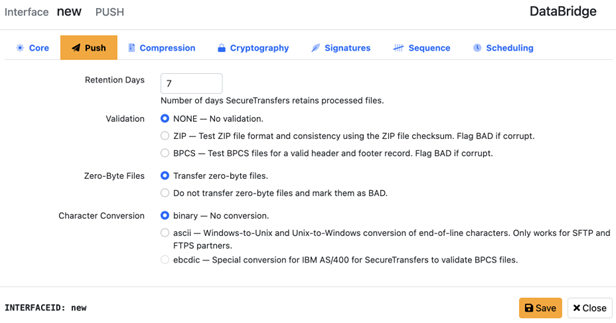 Interface new PUSH DataBridge
Core Push Compression Cryptography Signatures Sequence Scheduling
Retention Days 7
Number of days SecureTransfers retains processed files.
Validation NONE — No validation.
ZIP — Test ZIP file format and consistency using the ZIP file checksum. Flag BAD if corrupt.
BPCS — Test BPCS files for a valid header and footer record. Flag BAD if corrupt.
Zero-Byte Files Transfer zero-byte files.
Do not transfer zero-byte files and mark them as BAD.
Character Conversion binary — No conversion.
ascii — Windows-to-Unix and Unix-to-Windows conversion of end-of-line characters. Only works for SFTP and
FTPS partners.
ebcdic — Special conversion for IBM AS/400 for SecureTransfers to validate BPCS files.
INTERFACEID: new Save Close